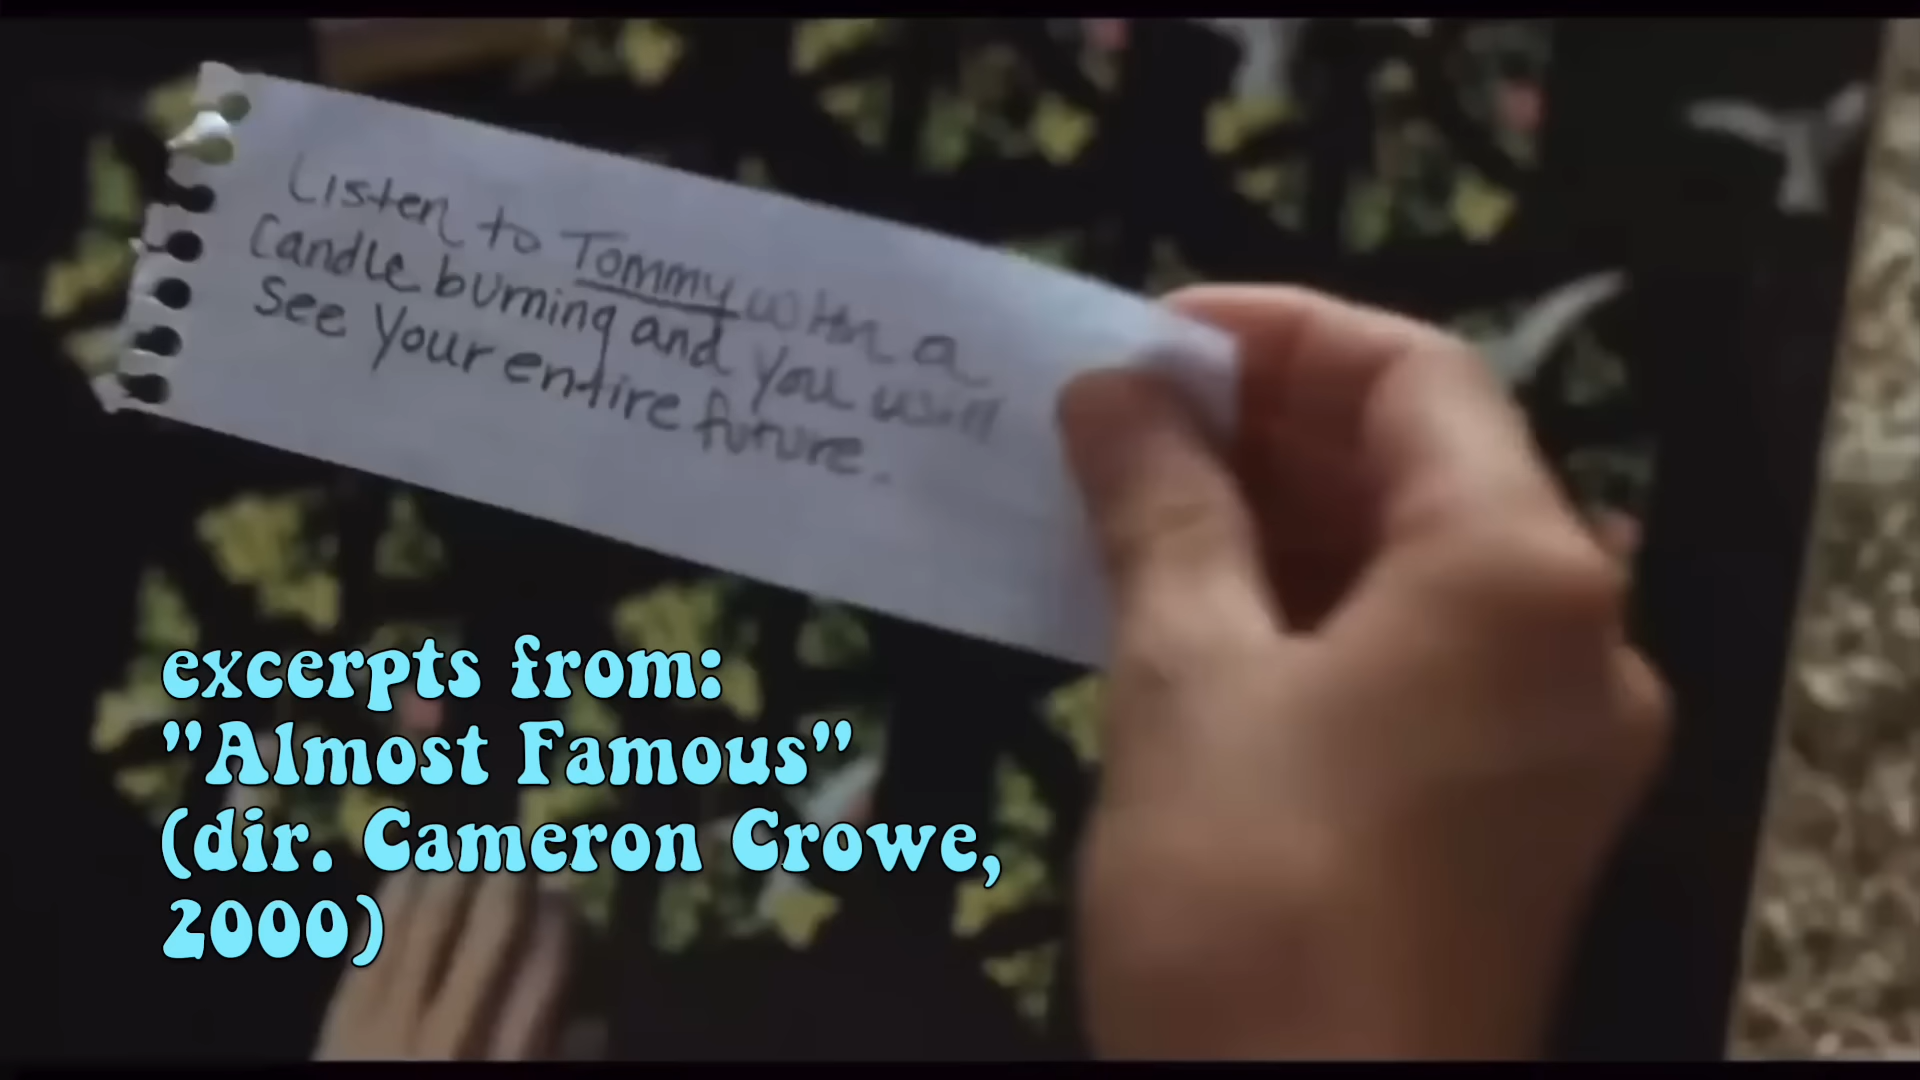 Listen to Tommy with a
Candle burning and you will
See Your entire future.
excerpts from:
"Almost Famous"
(dir. Cameron Crowe,
2000)